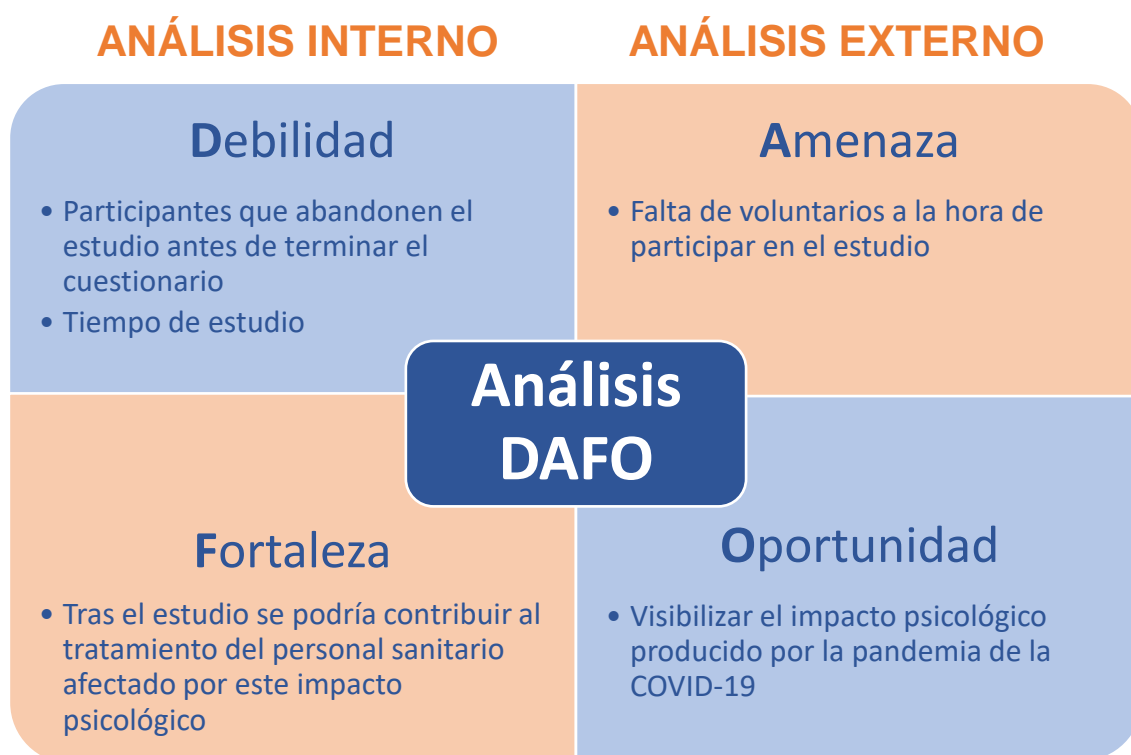 ANÁLISIS INTERNO
ANÁLISIS EXTERNO
Debilidad
• Participantes que abandonen el
estudio antes de terminar el
cuestionario
• Tiempo de estudio
Amenaza
• Falta de voluntarios a la hora de
participar en el estudio
Análisis
DAFO
Fortaleza
• Tras el estudio se podría contribuir al
tratamiento del personal sanitario
afectado por este impacto
psicológico
Oportunidad
• Visibilizar el impacto psicológico
producido por la pandemia de la
COVID-19